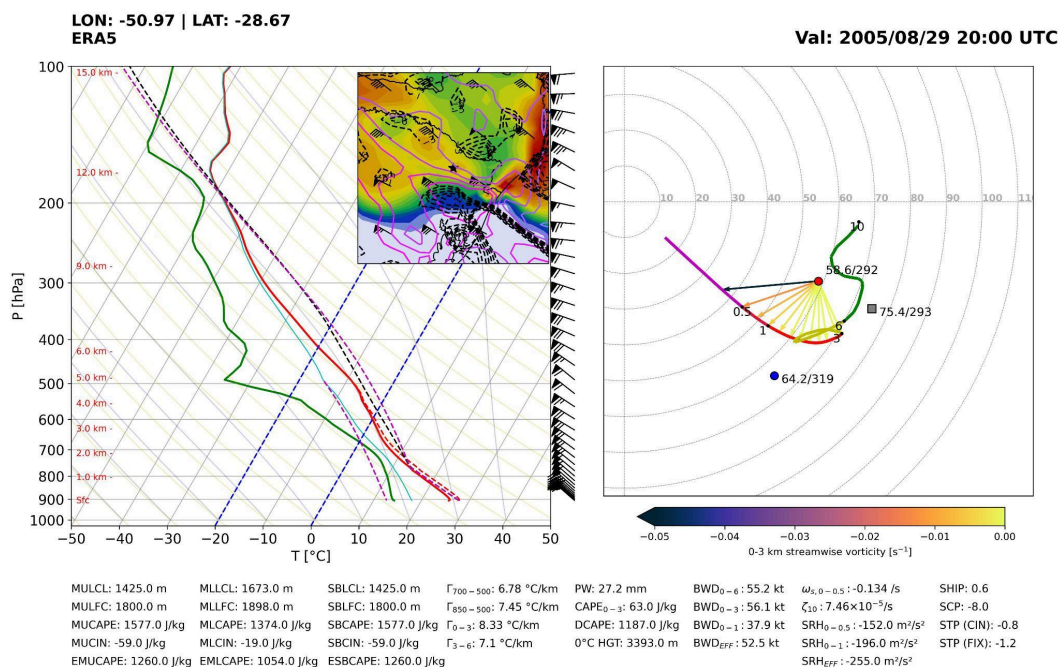 LON: -50.97 | LAT: -28.67
ERA5
Val: 2005/08/29 20:00 UTC
100
200
300
400
500
600
700
800
900
1000
P [hPa]
15.0 km -
12.0 km -
9.0 km -
6.0 km -
5.0 km -
4.0 km -
3.0 km -
2.0 km -
1.0 km -
Sfc
−50 −40 −30 −20 −10 0 10 20 30 40 50
T [°C]
10 20 30 40 50 60 70 80 90 100
10
58.6/292
0.5
1
6
3
75.4/293
64.2/319
−0.05 −0.04 −0.03 −0.02 −0.01 0.00
0-3 km streamwise vorticity [s⁻¹]
MULCL: 1425.0 m MLLCL: 1673.0 m SBLCL: 1425.0 m Γ₇₀₀₋₅₀₀: 6.78 °C/km PW: 27.2 mm BWD₀₋₆: 55.2 kt ωₛ,₀₋₀.₅: -0.134 /s SHIP: 0.6
MULFC: 1800.0 m MLLFC: 1898.0 m SBLFC: 1800.0 m Γ₈₅₀₋₅₀₀: 7.45 °C/km CAPE₀₋₃: 63.0 J/kg BWD₀₋₃: 56.1 kt ζ₁₀: 7.46×10⁻⁵/s SCP: -8.0
MUCAPE: 1577.0 J/kg MLCAPE: 1374.0 J/kg SBCAPE: 1577.0 J/kg Γ₀₋₃: 8.33 °C/km DCAPE: 1187.0 J/kg BWD₀₋₁: 37.9 kt SRH₀₋₀.₅: -152.0 m²/s² STP (CIN): -0.8
MUCIN: -59.0 J/kg MLCIN: -19.0 J/kg SBCIN: -59.0 J/kg Γ₃₋₆: 7.1 °C/km 0°C HGT: 3393.0 m BWD_EFF: 52.5 kt SRH₀₋₁: -196.0 m²/s² STP (FIX): -1.2
EMUCAPE: 1260.0 J/kg EMLCAPE: 1054.0 J/kg ESBCAPE: 1260.0 J/kg SRH_EFF: -255.0 m²/s²